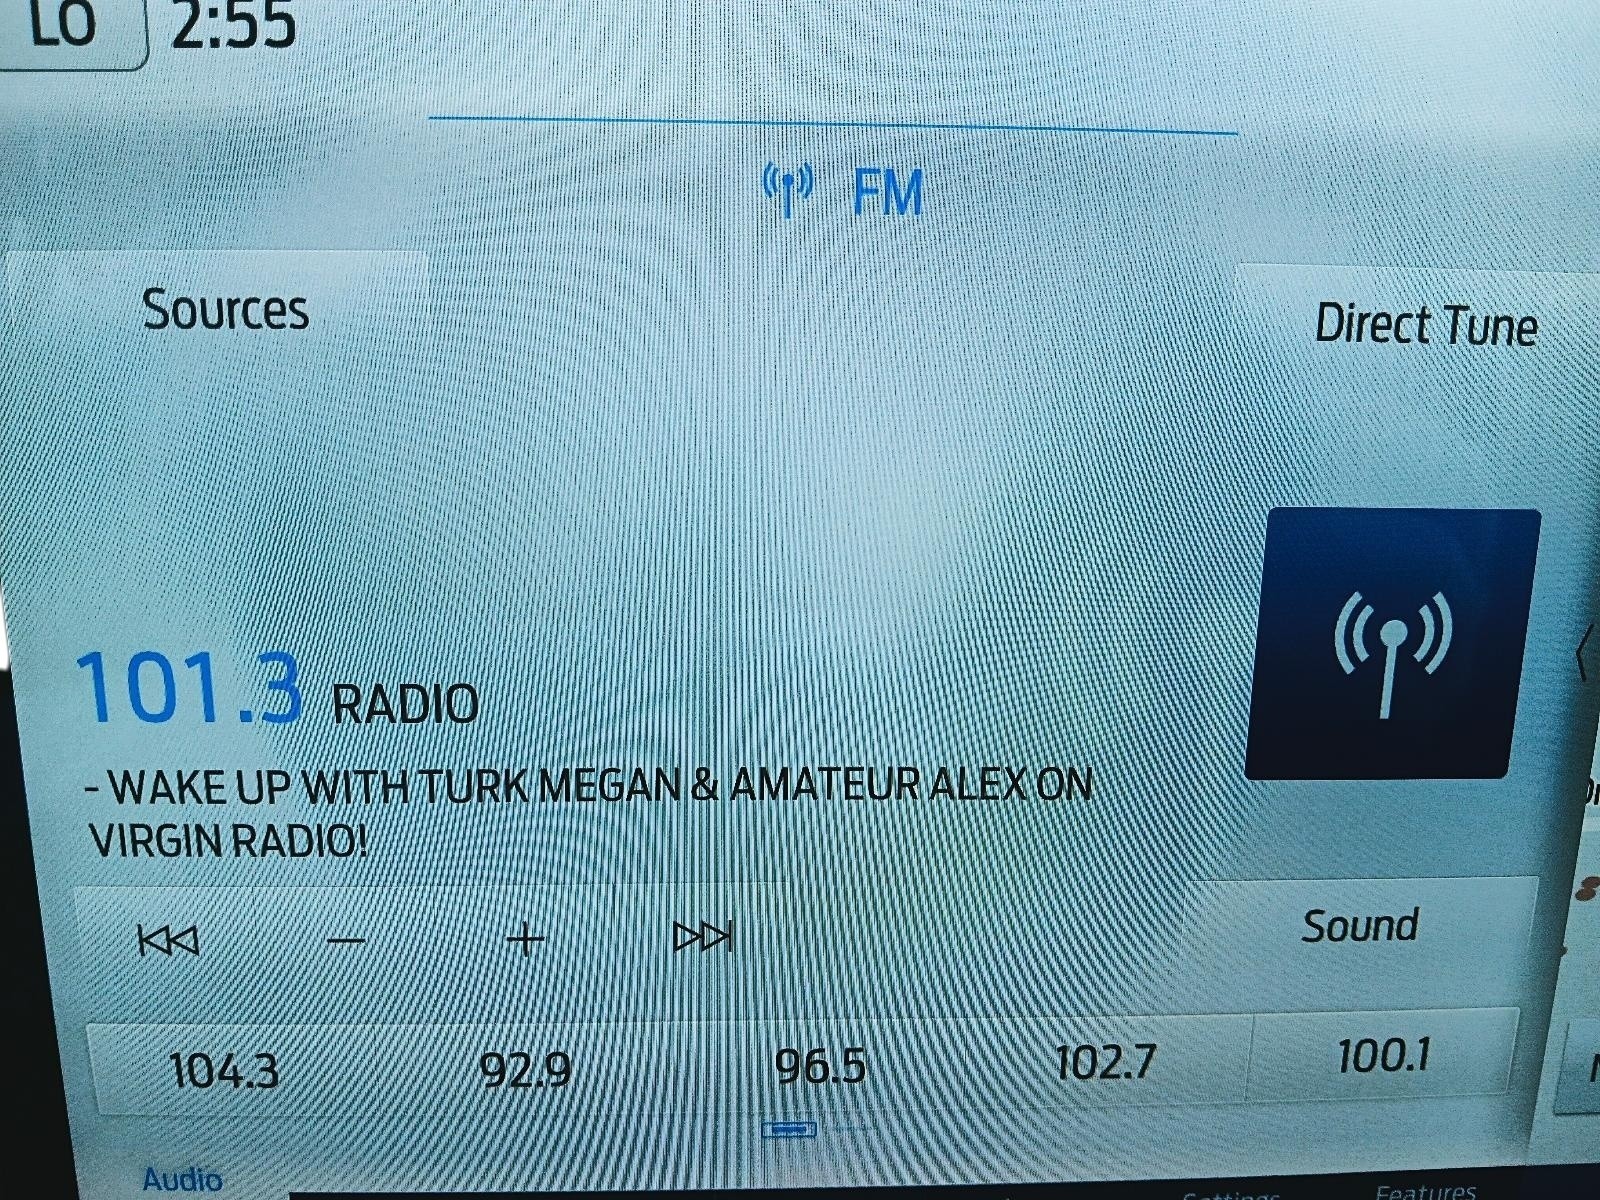 LO 2:55
FM
Sources
Direct Tune
101.3 RADIO
- WAKE UP WITH TURK MEGAN & AMATEUR ALEX ON
VIRGIN RADIO!
Sound
104.3 92.9 96.5 102.7 100.1
Audio
Settings Features